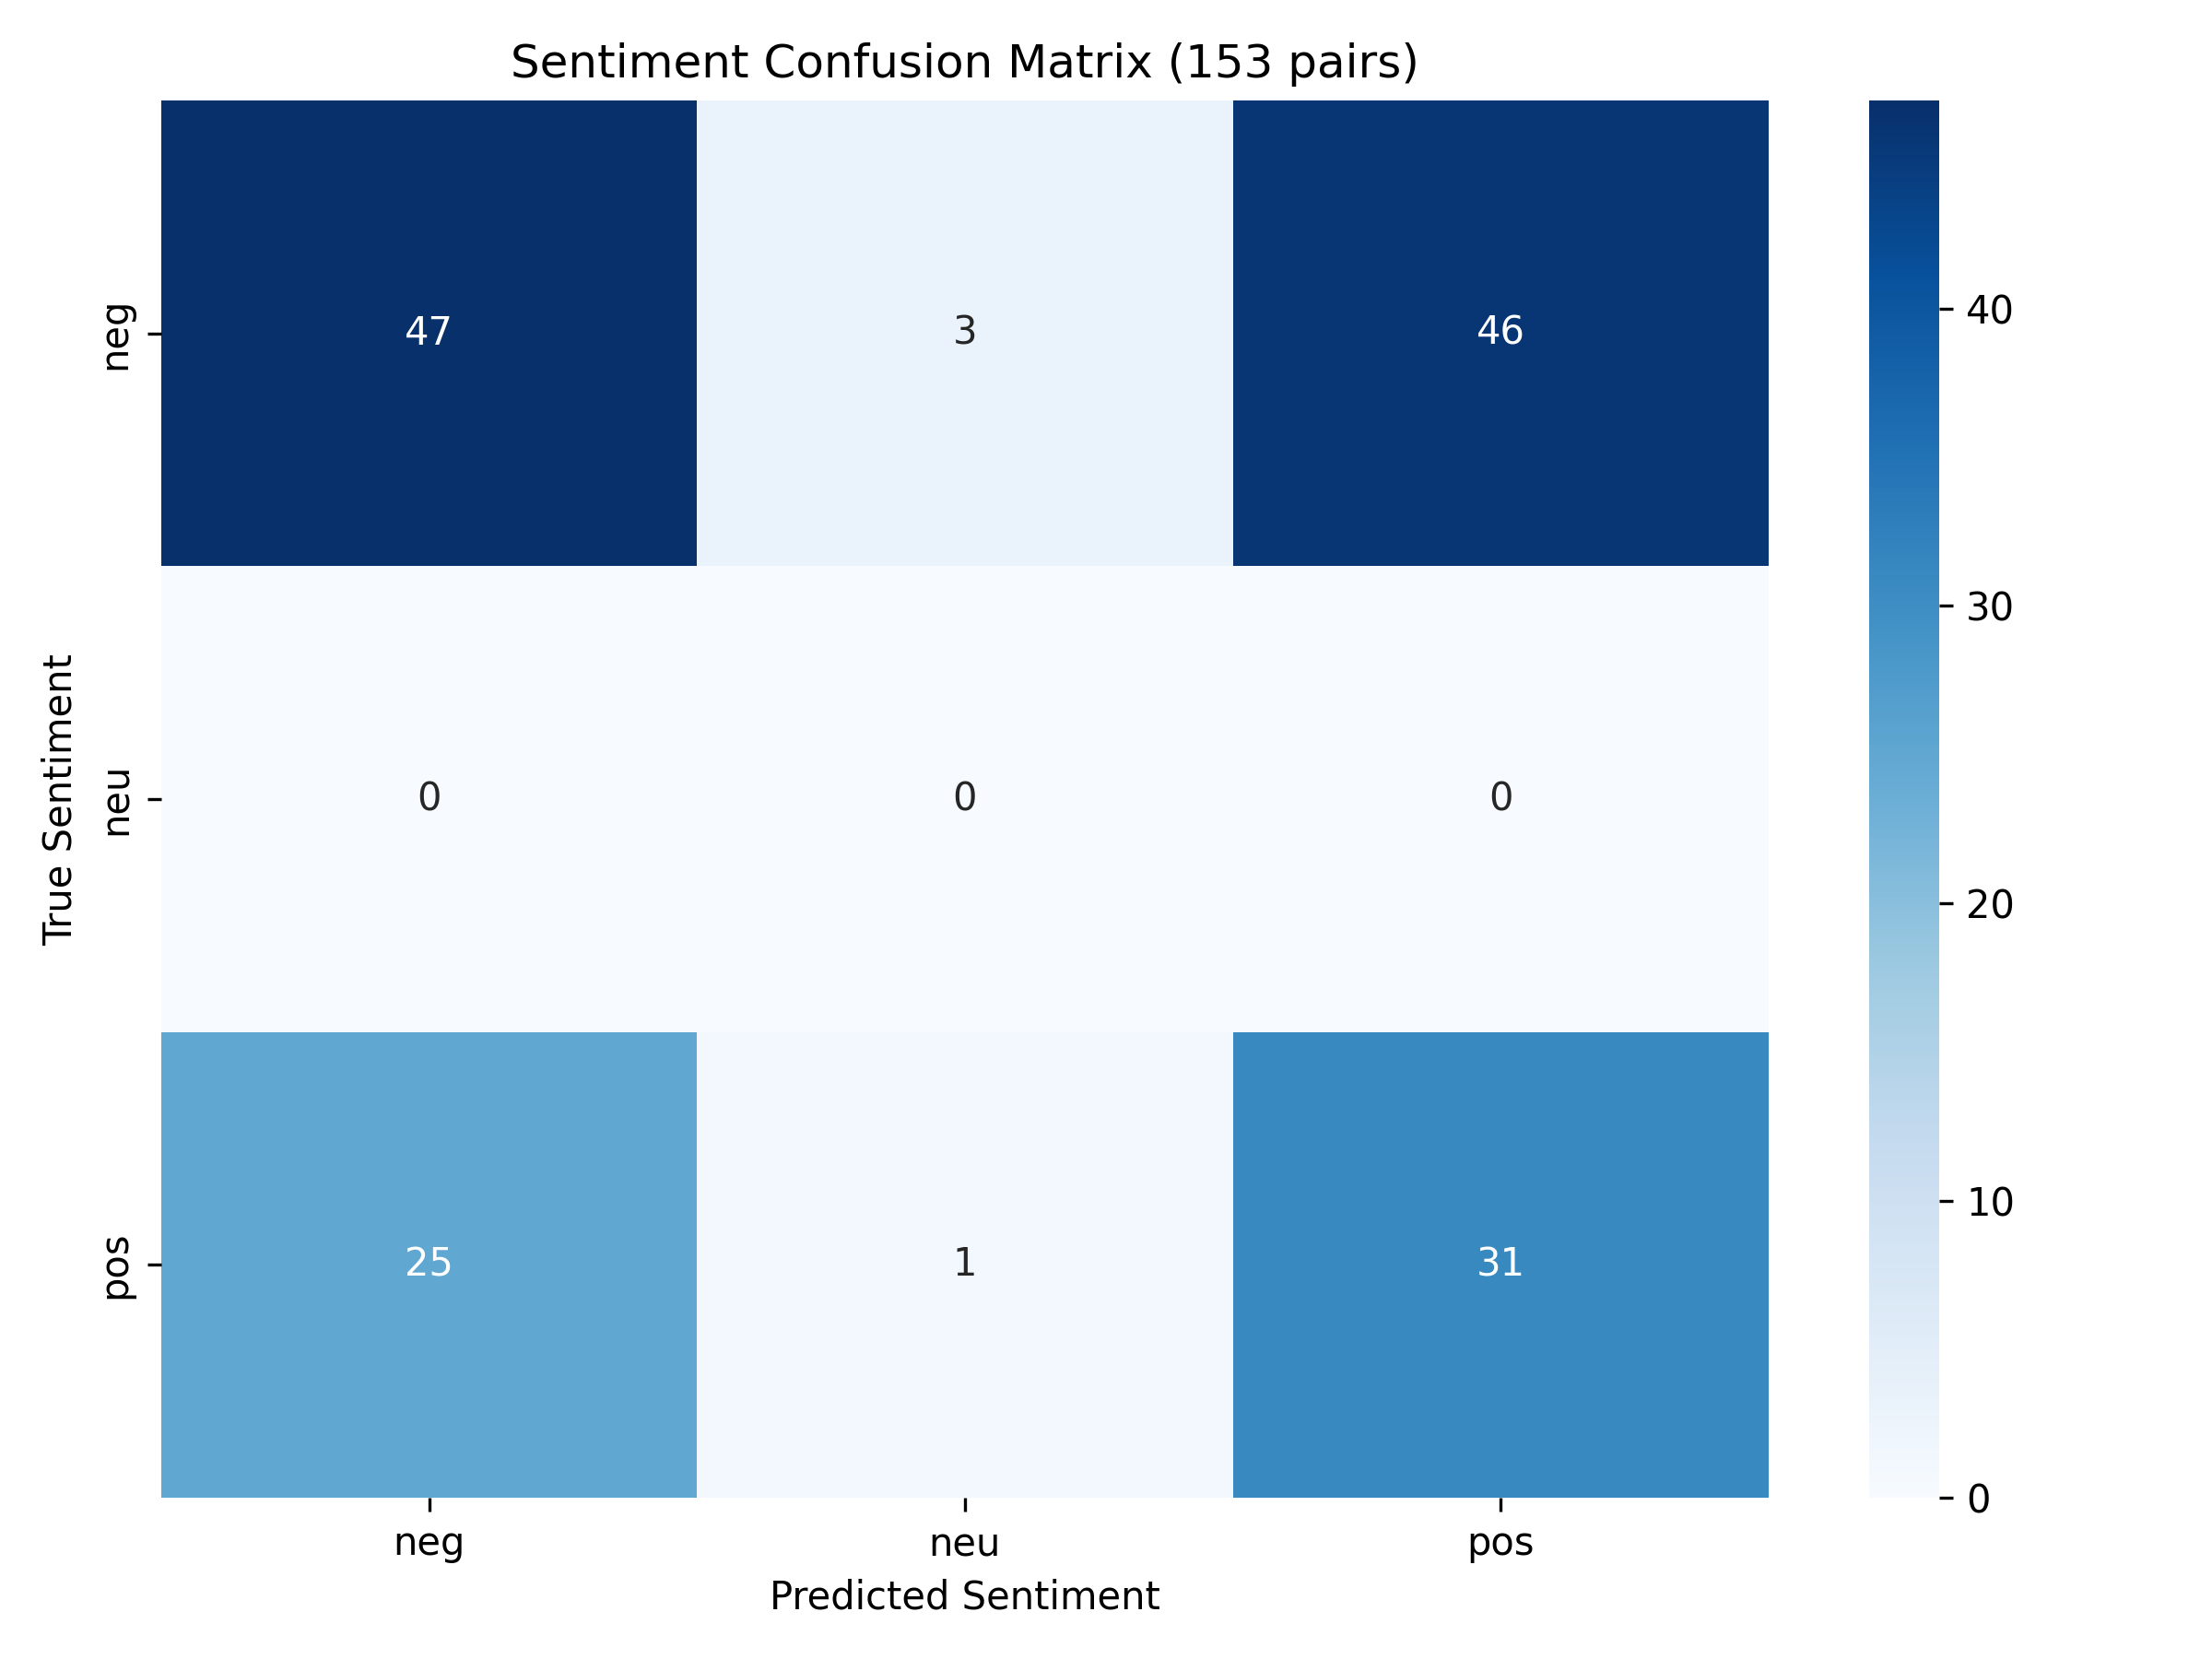 Sentiment Confusion Matrix (153 pairs)
True Sentiment
neg
47
3
46
neu
0
0
0
pos
25
1
31
neg
neu
pos
Predicted Sentiment
40
30
20
10
0